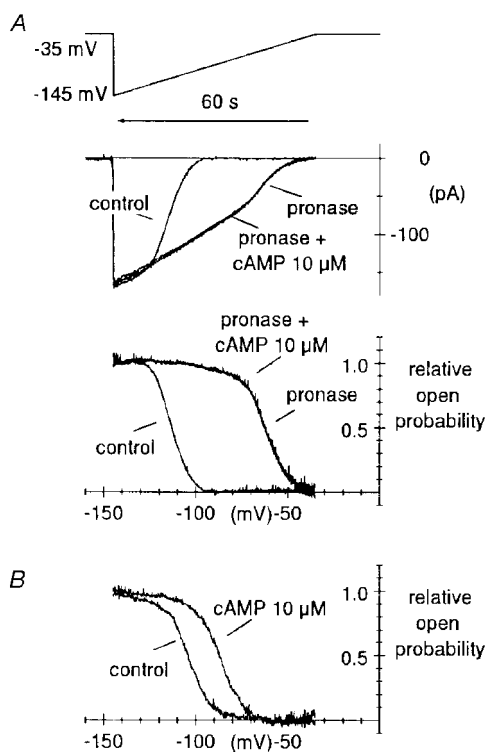 A
-35 mV
-145 mV
60 s
0
(pA)
control
pronase
pronase +
cAMP 10 µM
-100
pronase +
cAMP 10 µM
1.0
relative
open
probability
pronase
0.5
control
-150
-100
(mV)
-50
B
1.0
relative
open
probability
cAMP 10 µM
0.5
control
-150
-100
(mV)
-50